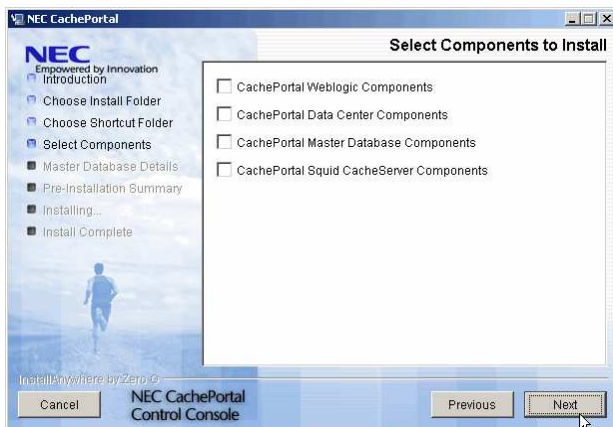 NEC CachePortal
Select Components to Install
NEC
Empowered by Innovation
Introduction
Choose Install Folder
Choose Shortcut Folder
Select Components
Master Database Details
Pre-Installation Summary
Installing...
Install Complete
CachePortal Weblogic Components
CachePortal Data Center Components
CachePortal Master Database Components
CachePortal Squid CacheServer Components
InstallAnywhere by Zero G
Cancel
NEC CachePortal
Control Console
Previous
Next